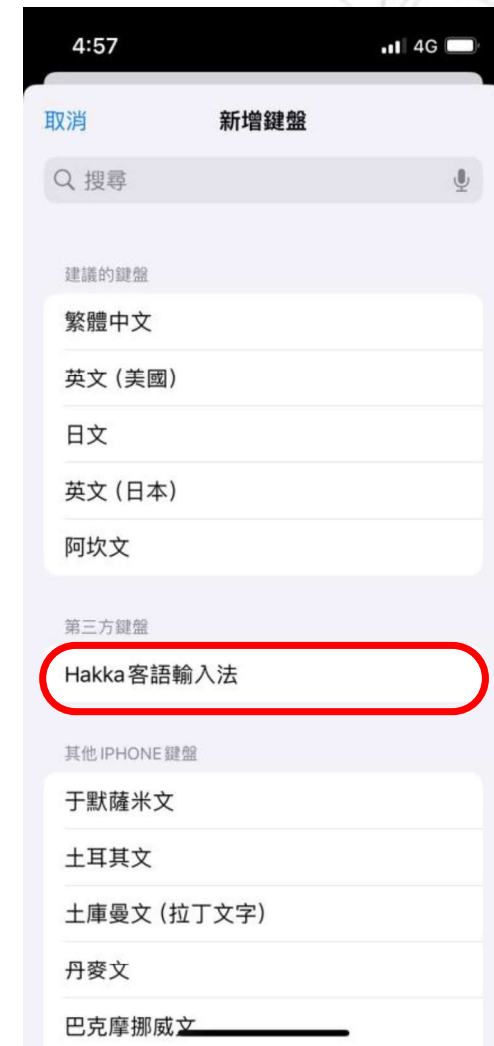 4:57 4G
取消 新增鍵盤
搜尋
建議的鍵盤
繁體中文
英文（美國）
日文
英文（日本）
阿坎文
第三方鍵盤
Hakka客語輸入法
其他 IPHONE 鍵盤
于默薩米文
土耳其文
土庫曼文（拉丁文字）
丹麥文
巴克摩挪威文